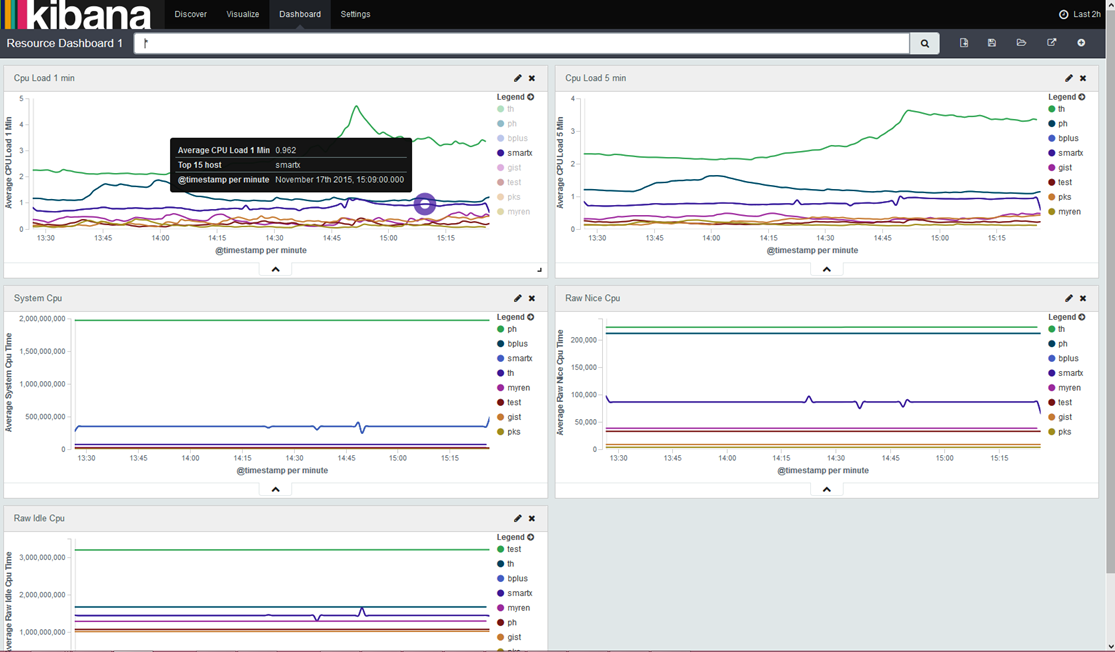 kibana
Discover Visualize Dashboard Settings Last 2h
Resource Dashboard 1
Cpu Load 1 min
Average CPU Load 1 Min
5
4
3
2
1
0
13:30 13:45 14:00 14:15 14:30 14:45 15:00 15:15
@timestamp per minute
Average CPU Load 1 Min 0.962
Top 15 host smartx
@timestamp per minute November 17th 2015, 15:09:00.000
Legend
th
ph
bplus
smartx
gist
test
pks
myren
Cpu Load 5 min
Average CPU Load 5 Min
4
3
2
1
0
13:30 13:45 14:00 14:15 14:30 14:45 15:00 15:15
@timestamp per minute
Legend
th
ph
bplus
smartx
gist
test
pks
myren
System Cpu
Average System Cpu Time
2,000,000,000
1,500,000,000
1,000,000,000
500,000,000
0
13:30 13:45 14:00 14:15 14:30 14:45 15:00 15:15
@timestamp per minute
Legend
ph
bplus
smartx
th
myren
test
gist
pks
Raw Nice Cpu
Average Raw Nice Cpu Time
200,000
150,000
100,000
50,000
0
13:30 13:45 14:00 14:15 14:30 14:45 15:00 15:15
@timestamp per minute
Legend
th
ph
bplus
smartx
myren
test
gist
pks
Raw Idle Cpu
Average Raw Idle Cpu Time
3,000,000,000
2,000,000,000
1,000,000,000
Legend
test
th
bplus
smartx
myren
ph
gist